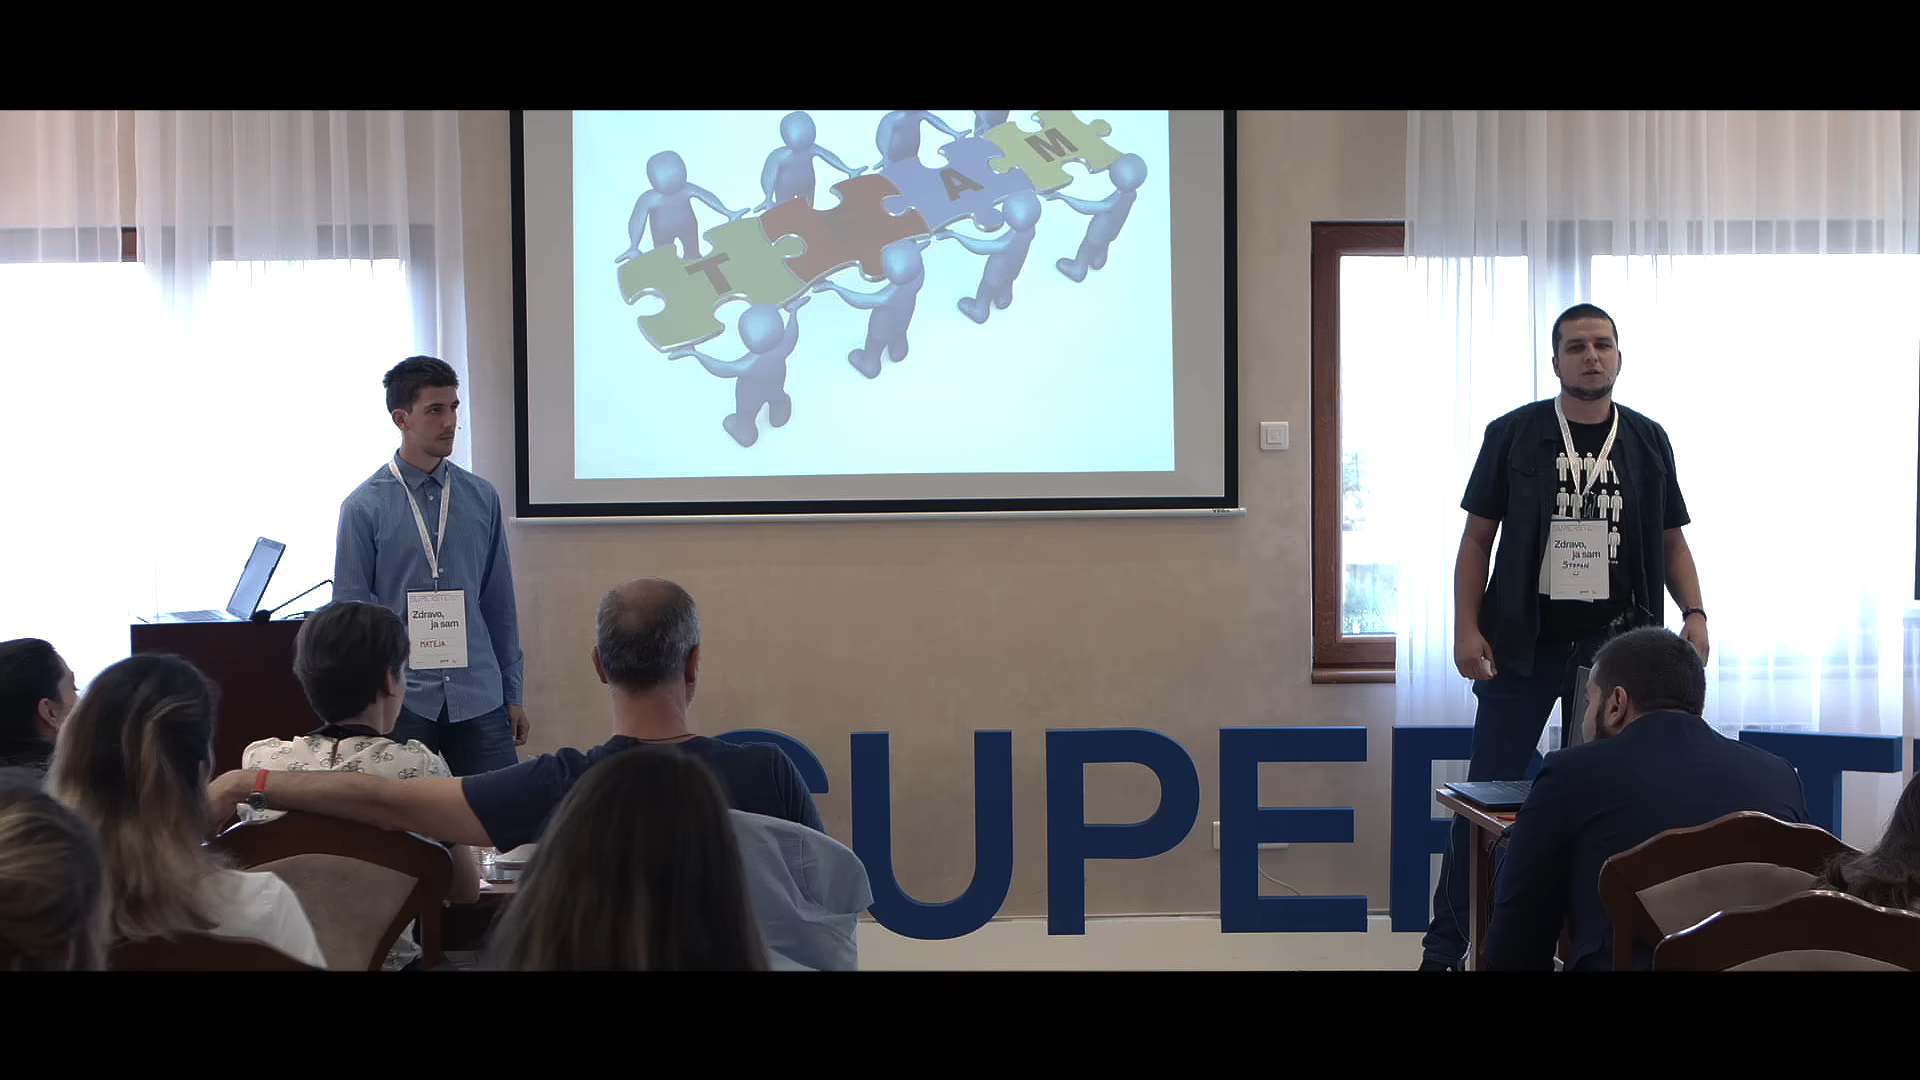 T A M
Zdravo,
ja sam
MATEJA
Zdravo,
ja sam
STEFAN
SUPER